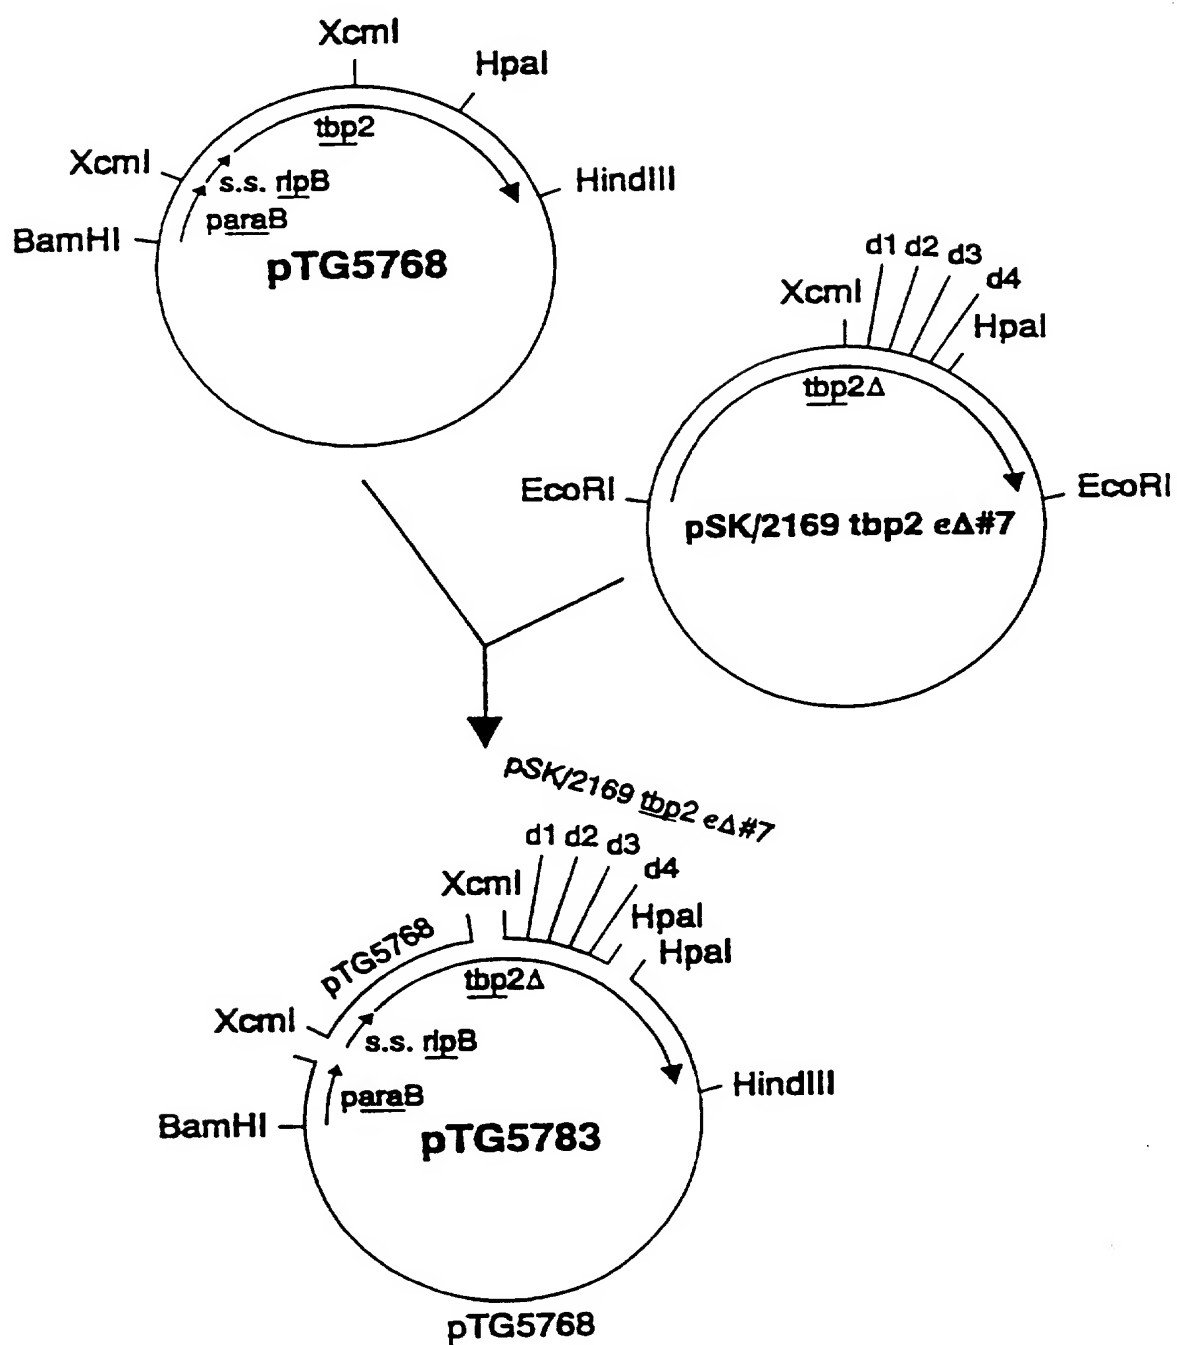 XcmI
HpaI
tbp2
XcmI
s.s. rlpB
HindIII
paraB
BamHI
pTG5768
d1 d2 d3
d4
XcmI
HpaI
tbp2Δ
EcoRI
EcoRI
pSK/2169 tbp2 eΔ#7
pSK/2169 tbp2 eΔ#7
d1 d2 d3
d4
XcmI
HpaI
HpaI
pTG5768
tbp2Δ
XcmI
s.s. rlpB
HindIII
paraB
BamHI
pTG5783
pTG5768